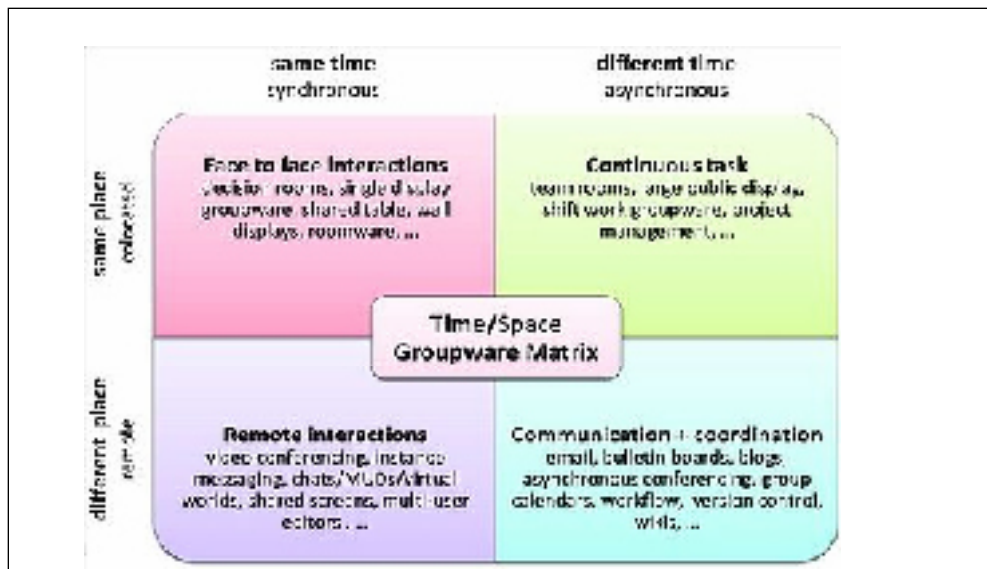 same time
synchronous
different time
asynchronous
same place
colocated
Face to face interactions
decision rooms, single display
groupware, shared table, wall
displays, roomware, ...
Continuous task
team rooms, large public display,
shift work groupware, project
management, ...
Time/Space
Groupware Matrix
different place
remote
Remote interactions
video conferencing, instance
messaging, chats/MUDs/virtual
worlds, shared screens, multi-user
editors, ...
Communication + coordination
email, bulletin boards, blogs,
asynchronous conferencing, group
calendars, workflow, version control,
wikis, ...